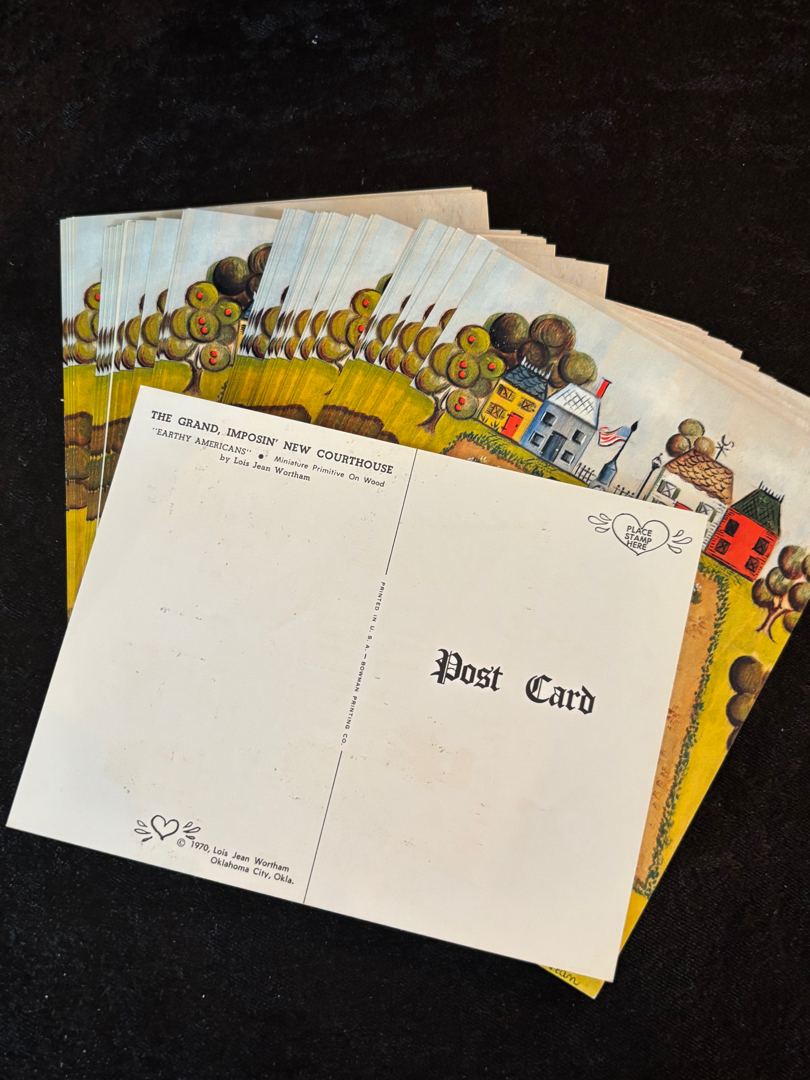 THE GRAND, IMPOSIN' NEW COURTHOUSE
"EARTHY AMERICANS" • Miniature Primitive On Wood
by Lois Jean Wortham
PLACE
STAMP
HERE
PRINTED IN U. S. A. — BOWMAN PRINTING CO.
Post Card
© 1970, Lois Jean Wortham
Oklahoma City, Okla.